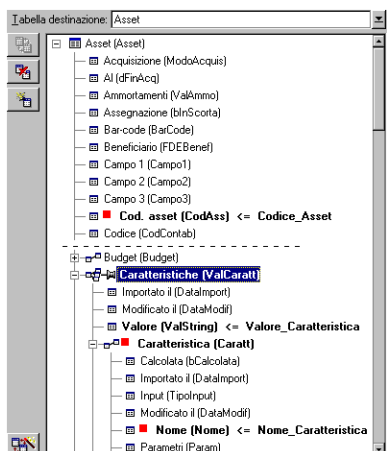 Tabella destinazione: Asset
Asset (Asset)
Acquisizione (ModoAcquis)
Al (dFinAcq)
Ammortamenti (ValAmmo)
Assegnazione (bInScorta)
Bar-code (BarCode)
Beneficiario (FDEBenef)
Campo 1 (Campo1)
Campo 2 (Campo2)
Campo 3 (Campo3)
Cod. asset (CodAss) <= Codice_Asset
Codice (CodContab)
Budget (Budget)
Caratteristiche (ValCaratt)
Importato il (DataImport)
Modificato il (DataModif)
Valore (ValString) <= Valore_Caratteristica
Caratteristica (Caratt)
Calcolata (bCalcolata)
Importato il (DataImport)
Input (TipoInput)
Modificato il (DataModif)
Nome (Nome) <= Nome_Caratteristica
Parametri (Param)